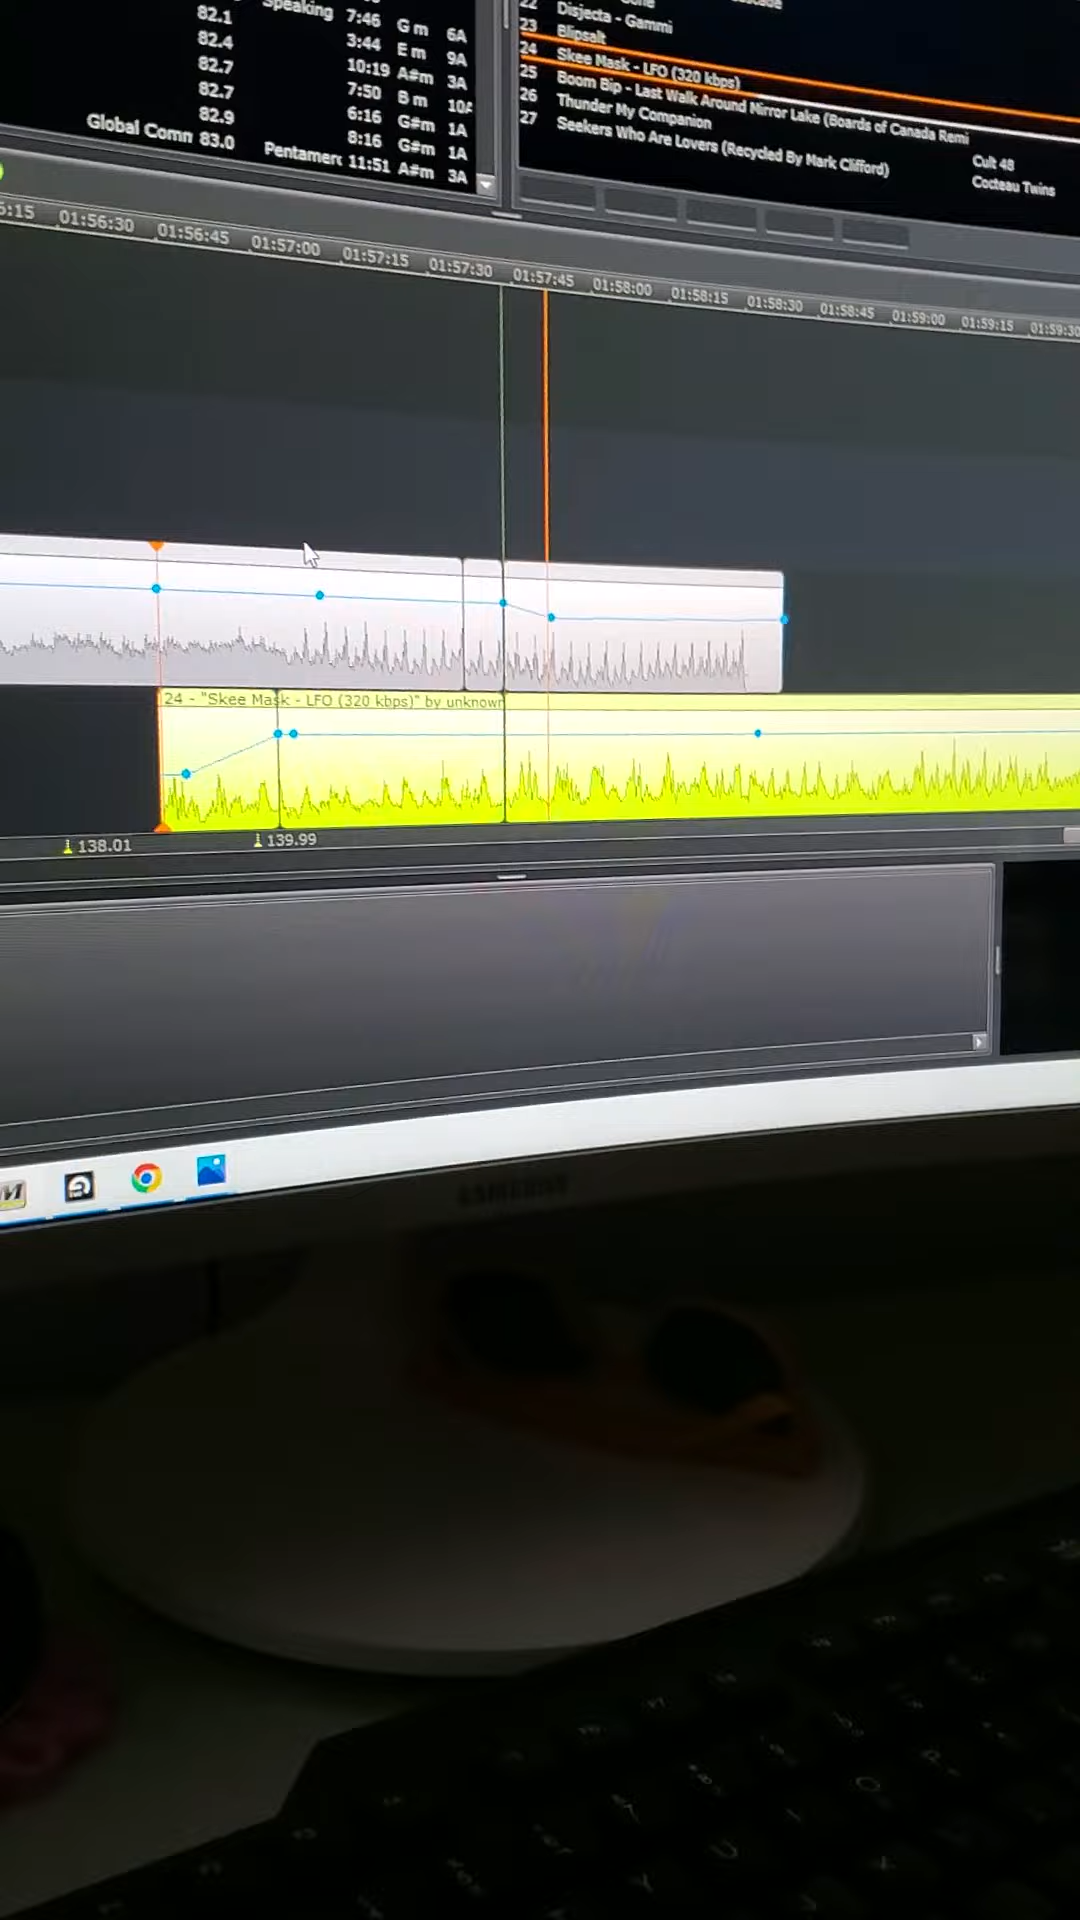 82.1 Speaking 7:46 G m 6A
82.4 3:44 E m 9A
82.7 10:19 A#m 3A
82.7 7:50 B m 10A
82.9 6:16 G#m 1A
8:16 G#m 1A
Global Comm 83.0 Pentamerc 11:51 A#m 3A
22 Disjecta - Gammi
23 Blipsalt
24 Skee Mask - LFO (320 kbps)
25 Boom Bip - Last Walk Around Mirror Lake (Boards of Canada Remi
26 Thunder My Companion Cult 48
27 Seekers Who Are Lovers (Recycled By Mark Clifford) Cocteau Twins
01:56:30 01:56:45 01:57:00 01:57:15 01:57:30 01:57:45 01:58:00 01:58:15 01:58:30 01:58:45 01:59:00 01:59:15 01:59:30
24 - "Skee Mask - LFO (320 kbps)" by unknown
138.01 139.99
SAMSUNG